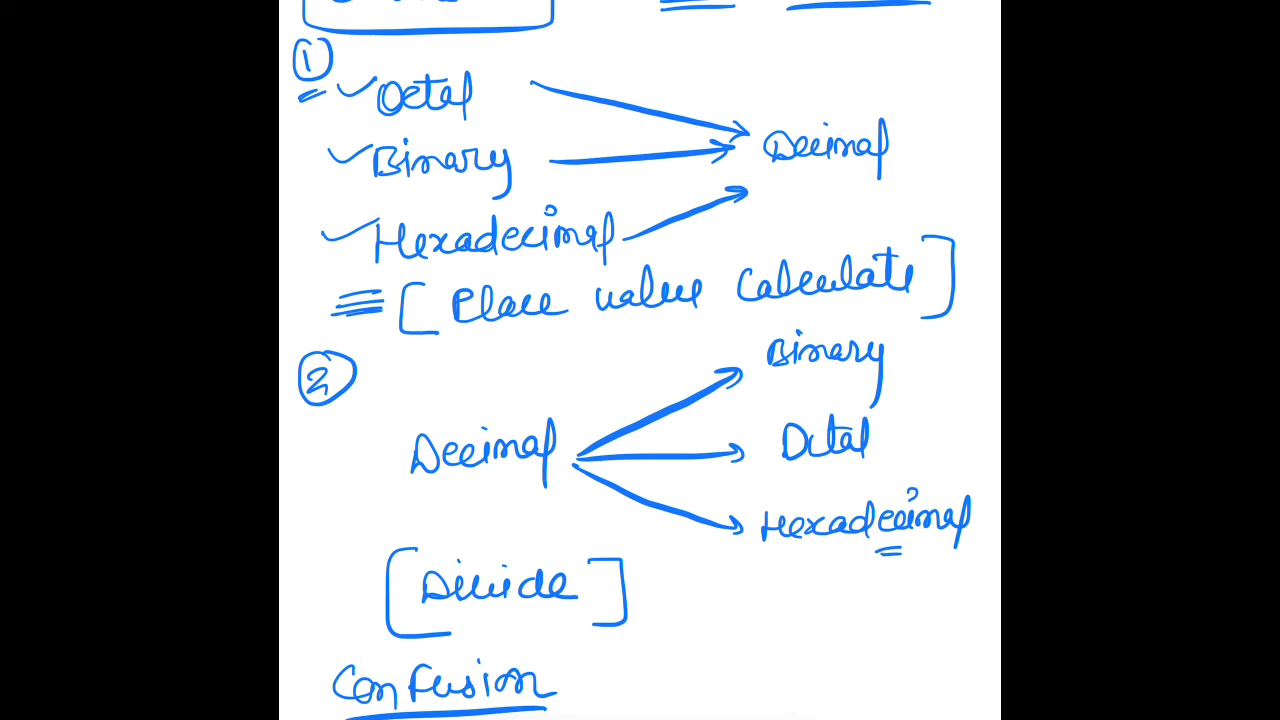 1
Octal
Binary
Decimal
Hexadecimal
[Place value Calculate]
2
Binary
Decimal
Octal
Hexadecimal
[Divide]
Confusion